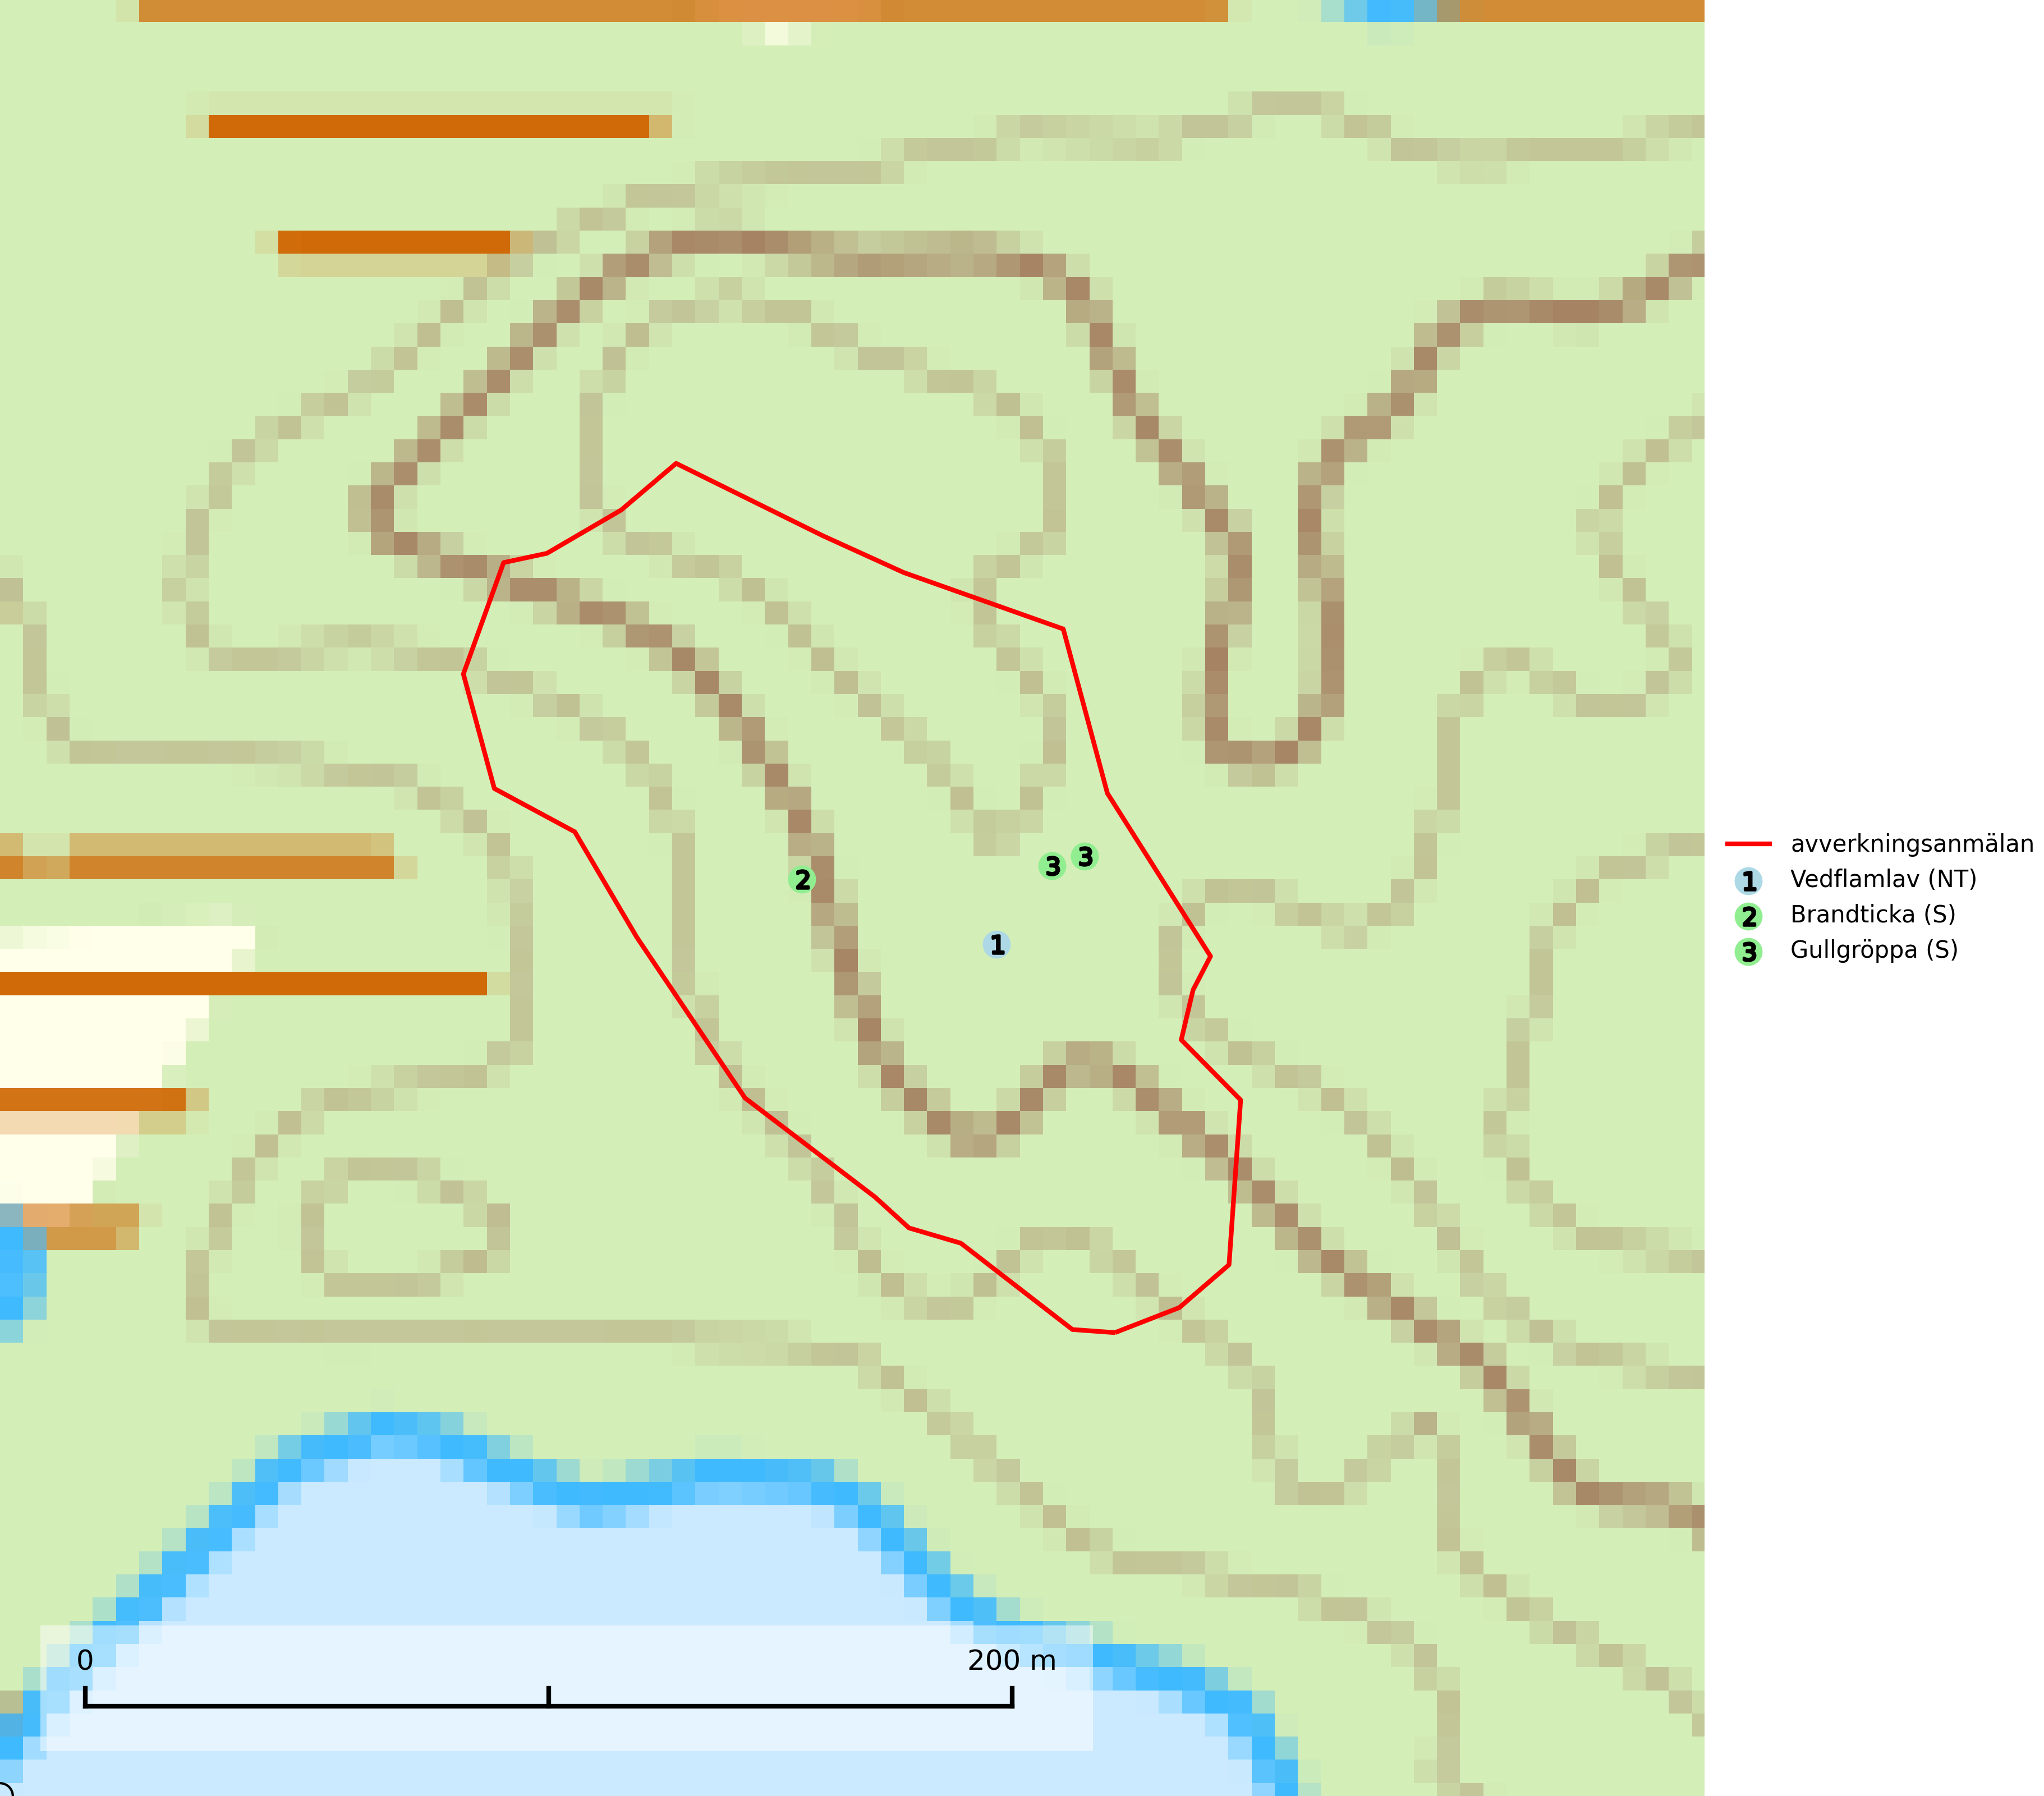 3
3
2
1
avverkningsanmälan
1 Vedflamlav (NT)
2 Brandticka (S)
3 Gullgröppa (S)
0 200 m